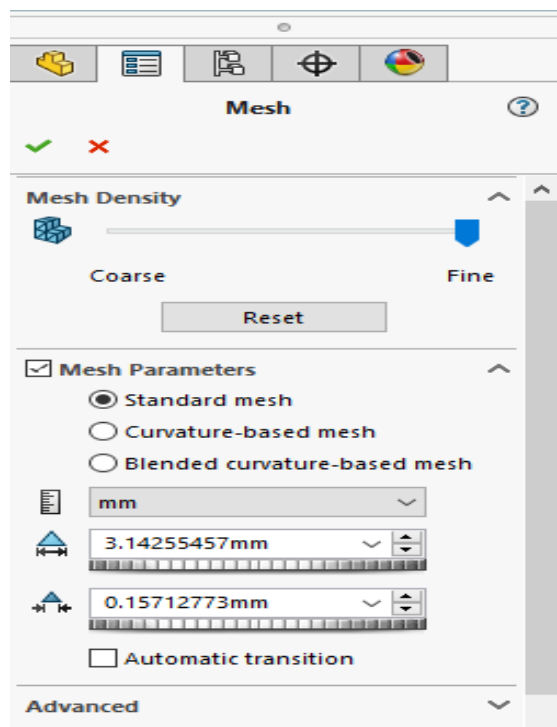 Mesh
?
Mesh Density
Coarse Fine
Reset
Mesh Parameters
Standard mesh
Curvature-based mesh
Blended curvature-based mesh
mm
3.14255457mm
0.15712773mm
Automatic transition
Advanced